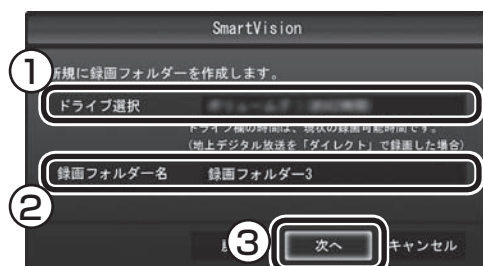 SmartVision
①
新規に録画フォルダーを作成します。
ドライブ選択
ドライブ欄の時間は、現状の録画可能時間です。
(地上デジタル放送を「ダイレクト」で録画した場合)
録画フォルダー名 録画フォルダー3
②
③ 次へ キャンセル